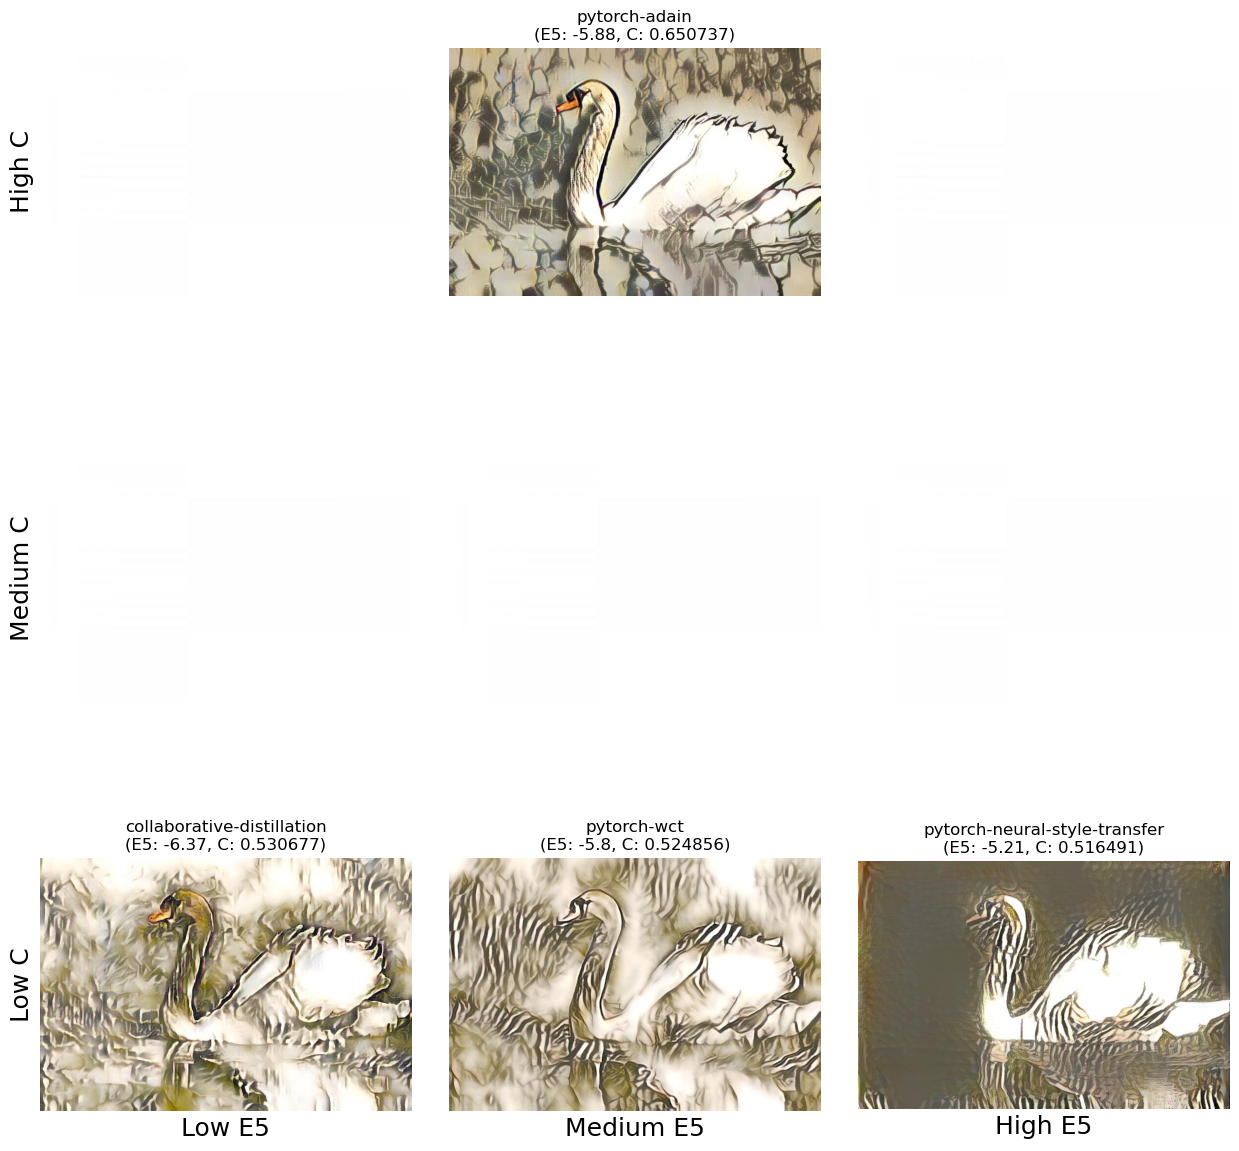 pytorch-adain
(E5: -5.88, C: 0.650737)
High C
Medium C
collaborative-distillation
(E5: -6.37, C: 0.530677)
pytorch-wct
(E5: -5.8, C: 0.524856)
pytorch-neural-style-transfer
(E5: -5.21, C: 0.516491)
Low C
Low E5
Medium E5
High E5